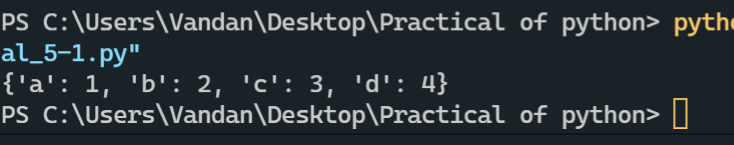 PS C:\Users\Vandan\Desktop\Practical of python> pytho
al_5-1.py"
{'a': 1, 'b': 2, 'c': 3, 'd': 4}
PS C:\Users\Vandan\Desktop\Practical of python>